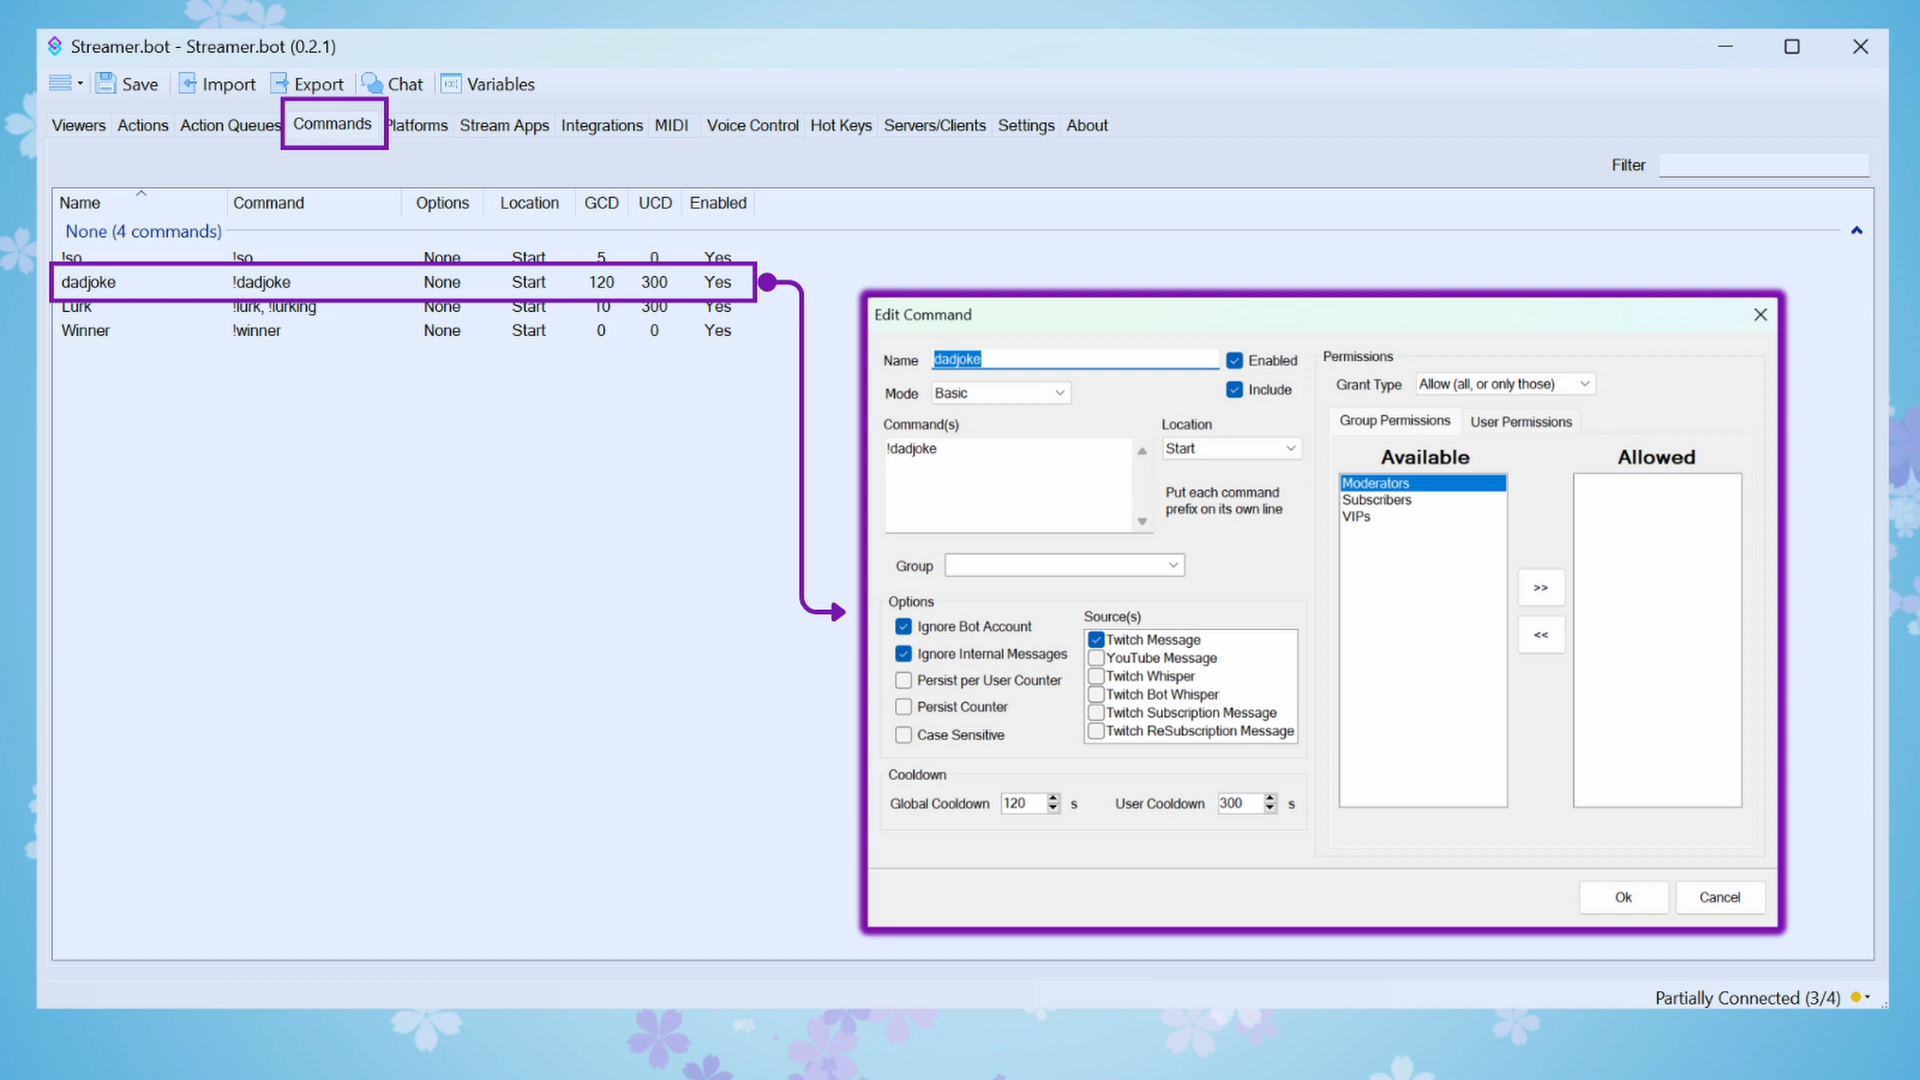 Streamer.bot - Streamer.bot (0.2.1)
Save Import Export Chat Variables
Viewers Actions Action Queues Commands Platforms Stream Apps Integrations MIDI Voice Control Hot Keys Servers/Clients Settings About
Filter
Name Command Options Location GCD UCD Enabled
None (4 commands)
!so !so None Start 5 0 Yes
dadjoke !dadjoke None Start 120 300 Yes
Lurk !lurk, !lurking None Start 10 300 Yes
Winner !winner None Start 0 0 Yes
Edit Command
Name dadjoke Enabled
Mode Basic Include
Command(s) Location
!dadjoke Start
Put each command
prefix on its own line
Group
Options
Ignore Bot Account
Ignore Internal Messages
Persist per User Counter
Persist Counter
Case Sensitive
Source(s)
Twitch Message
YouTube Message
Twitch Whisper
Twitch Bot Whisper
Twitch Subscription Message
Twitch ReSubscription Message
Cooldown
Global Cooldown 120 s User Cooldown 300 s
Permissions
Grant Type Allow (all, or only those)
Group Permissions User Permissions
Available Allowed
Moderators
Subscribers
VIPs
>>
<<
Ok Cancel
Partially Connected (3/4)